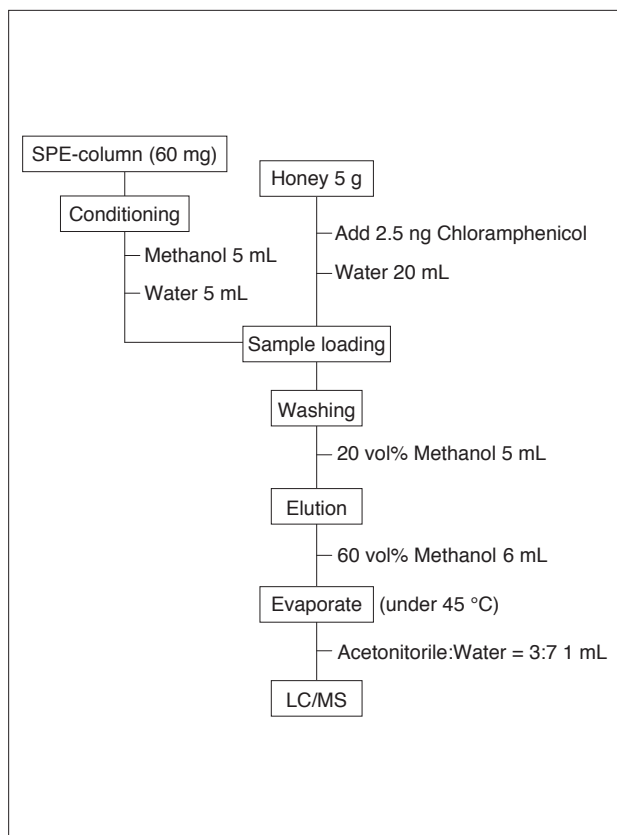 SPE-column (60 mg)
Conditioning
Methanol 5 mL
Water 5 mL
Honey 5 g
Add 2.5 ng Chloramphenicol
Water 20 mL
Sample loading
Washing
20 vol% Methanol 5 mL
Elution
60 vol% Methanol 6 mL
Evaporate (under 45 °C)
Acetonitorile:Water = 3:7 1 mL
LC/MS